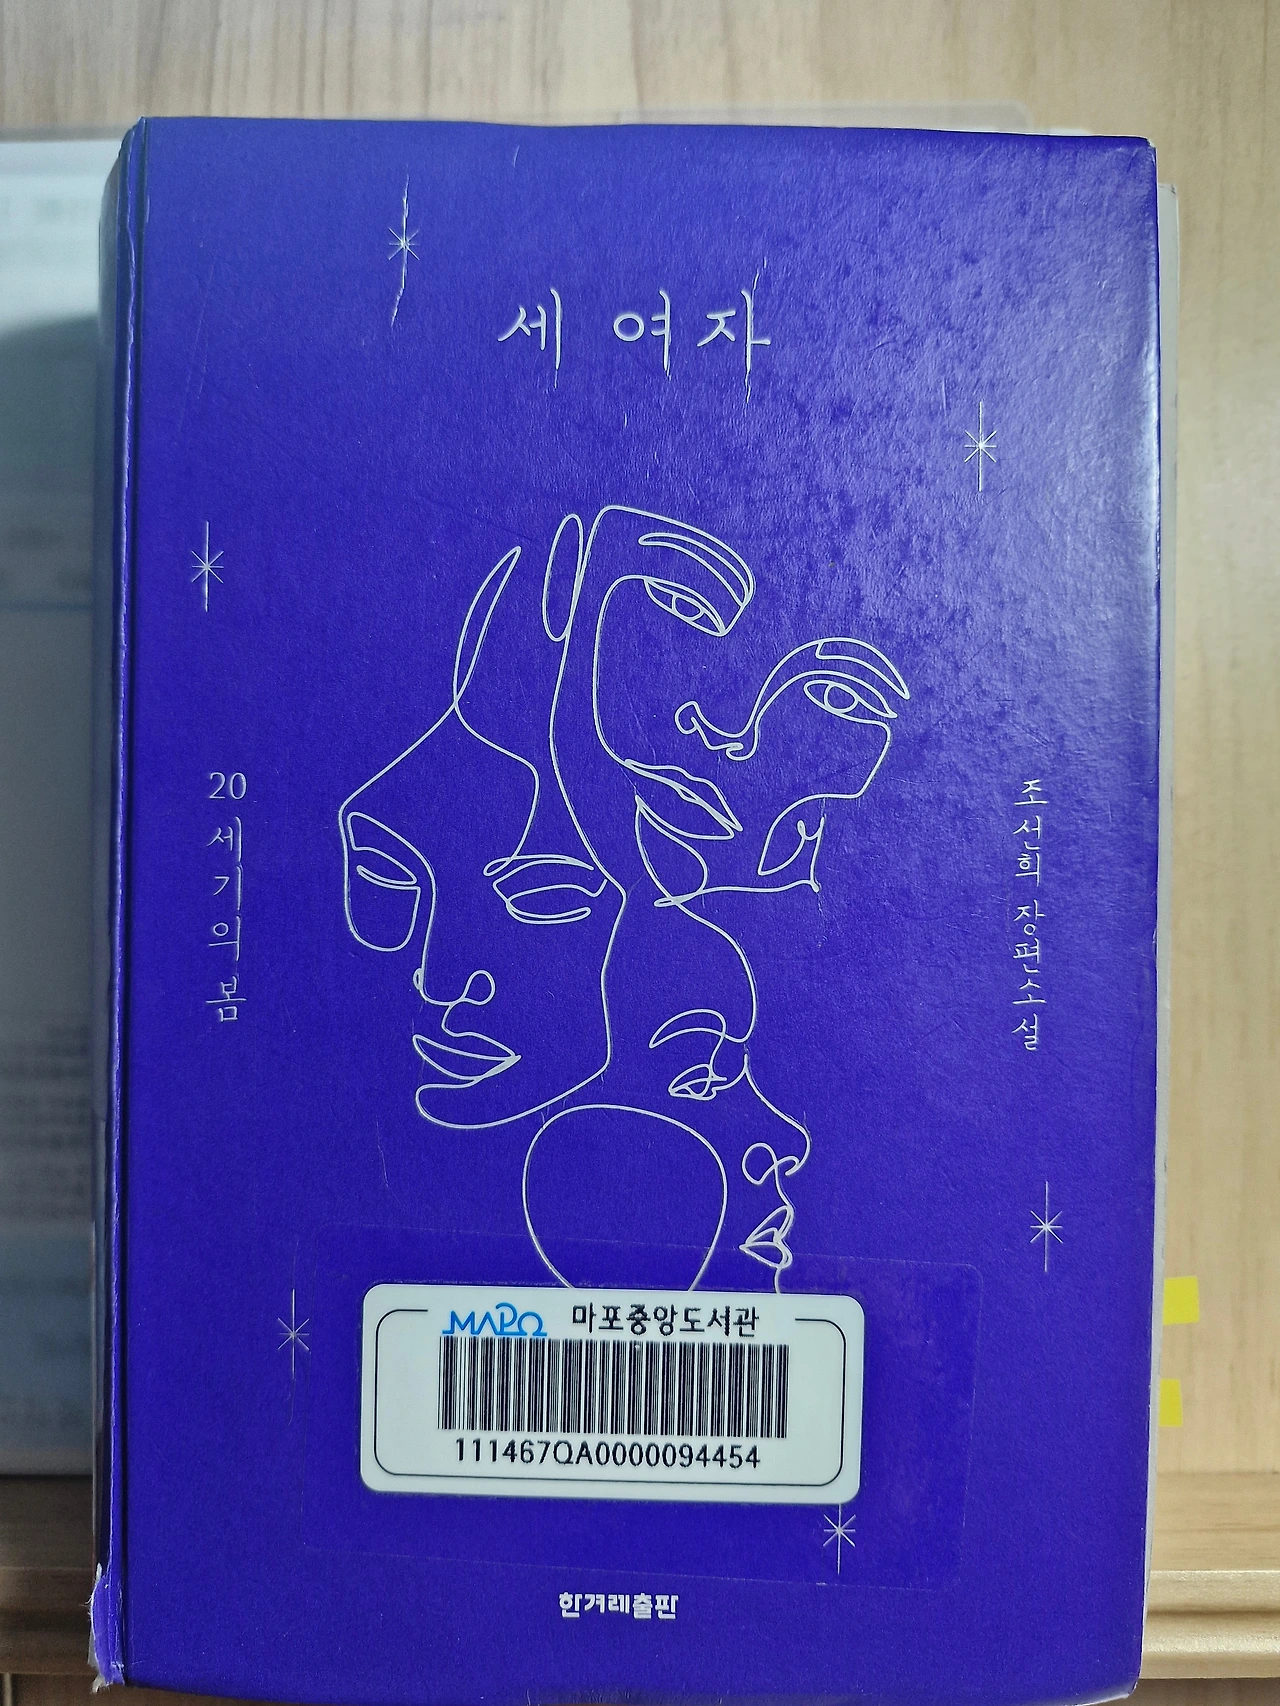 세 여자
20세기의 봄
조선희 장편소설
MAPO 마포중앙도서관
111467QA0000094454
한겨레출판